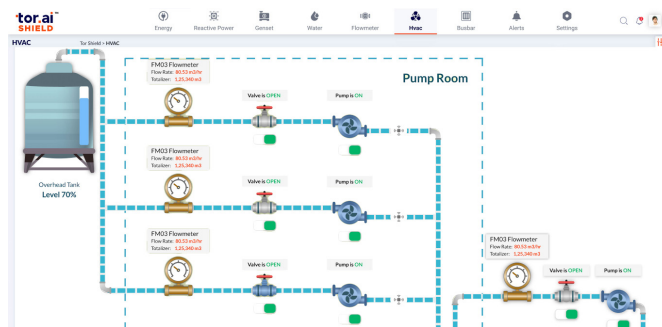 tor.ai
SHIELD
Energy
Reactive Power
Genset
Water
Flowmeter
Hvac
Busbar
Alerts
Settings
HVAC
Tor Shield > HVAC
Pump Room
FM03 Flowmeter
Flow Rate: 80.53 m3/hr
Totalizer: 1,25,340 m3
Valve is OPEN
Pump is ON
Overhead Tank
Level 70%
FM03 Flowmeter
Flow Rate: 80.53 m3/hr
Totalizer: 1,25,340 m3
Valve is OPEN
Pump is ON
FM03 Flowmeter
Flow Rate: 80.53 m3/hr
Totalizer: 1,25,340 m3
Valve is OPEN
Pump is ON
FM03 Flowmeter
Flow Rate: 80.53 m3/hr
Totalizer: 1,25,340 m3
Valve is OPEN
Pump is ON